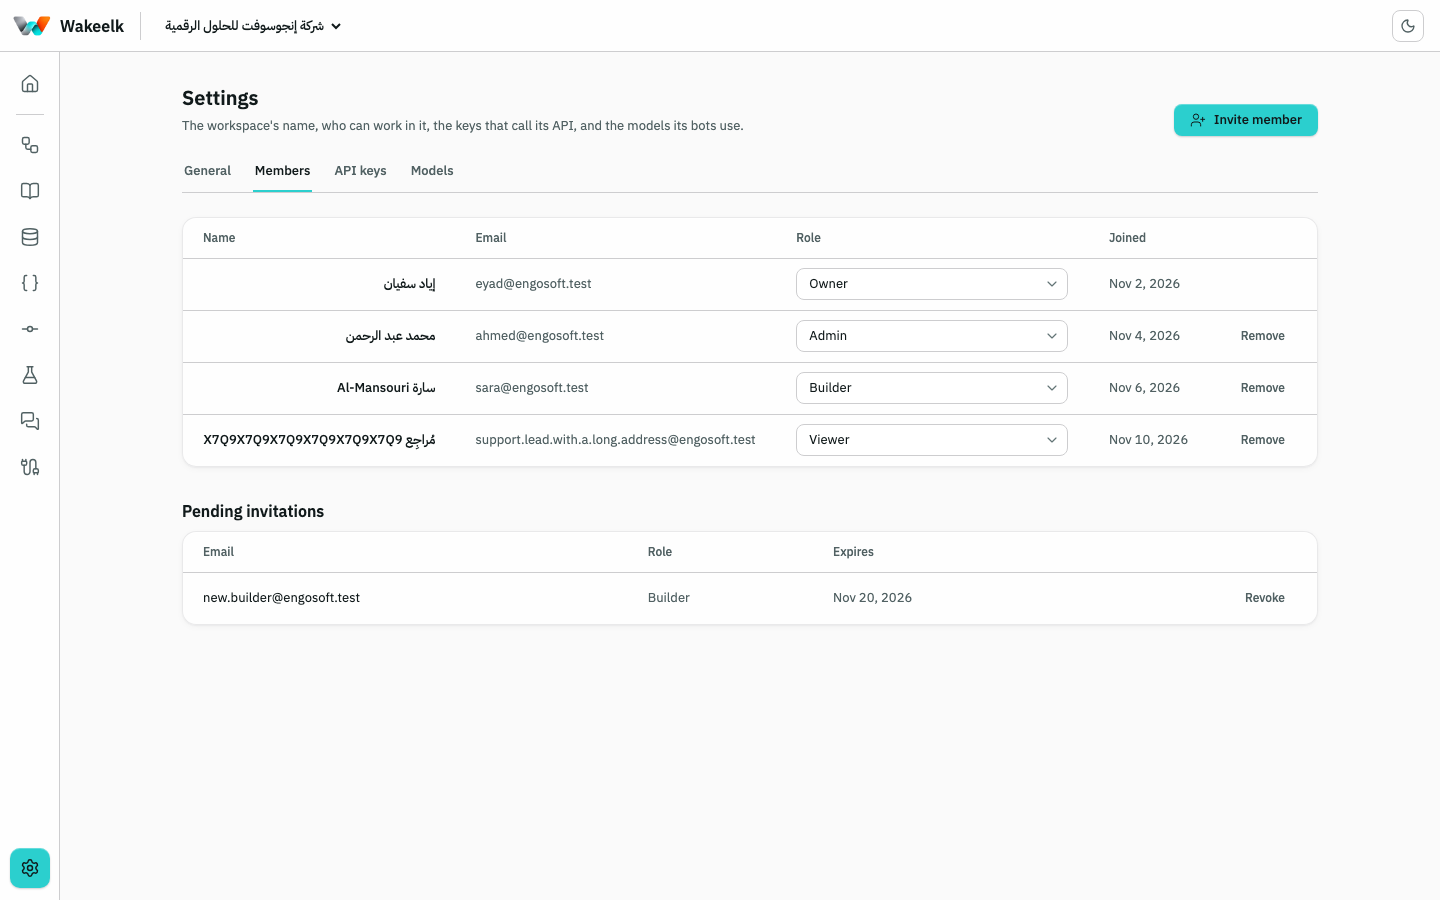 Wakeelk
شركة إنجوسوفت للحلول الرقمية
Settings
The workspace's name, who can work in it, the keys that call its API, and the models its bots use.
Invite member
General Members API keys Models
Name Email Role Joined
إياد سفيان eyad@engosoft.test Owner Nov 2, 2026
محمد عبد الرحمن ahmed@engosoft.test Admin Nov 4, 2026 Remove
سارة Al-Mansouri sara@engosoft.test Builder Nov 6, 2026 Remove
مُراجِع X7Q9X7Q9X7Q9X7Q9X7Q9X7Q9 support.lead.with.a.long.address@engosoft.test Viewer Nov 10, 2026 Remove
Pending invitations
Email Role Expires
new.builder@engosoft.test Builder Nov 20, 2026 Revoke